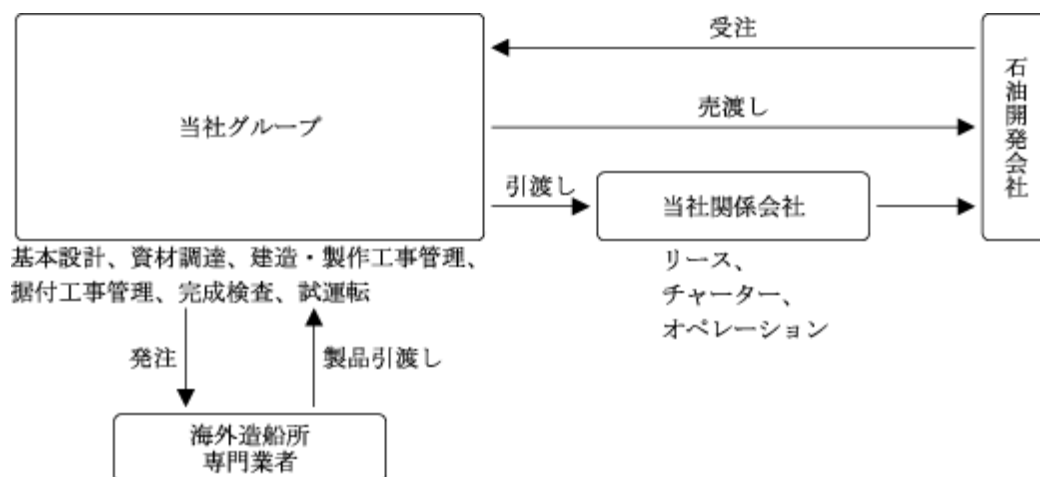 受注
石油開発会社
当社グループ
売渡し
引渡し
当社関係会社
基本設計、資材調達、建造・製作工事管理、
据付工事管理、完成検査、試運転
リース、
チャーター、
オペレーション
発注
製品引渡し
海外造船所
専門業者